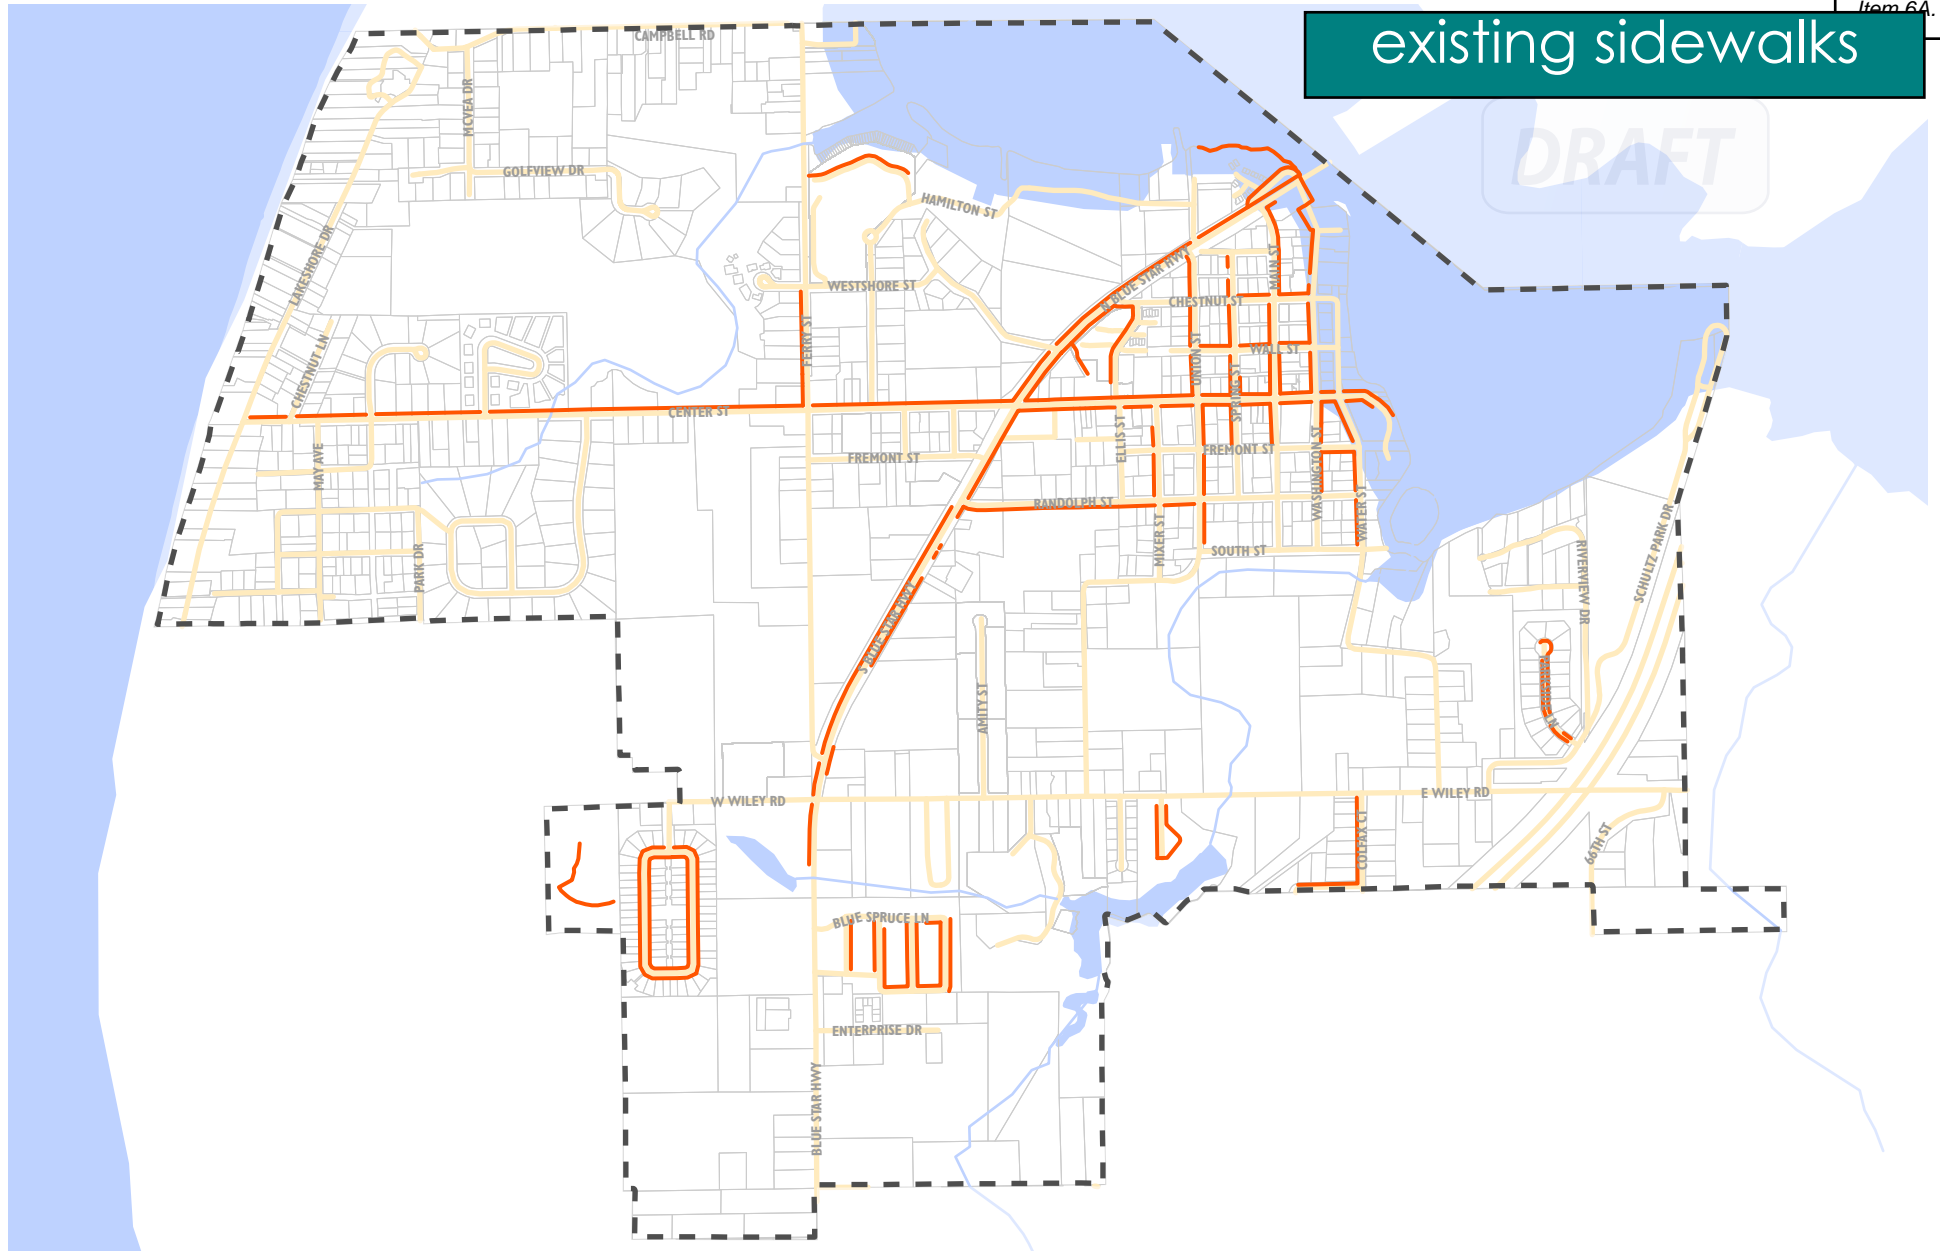 Item 6A.
existing sidewalks
DRAFT
CAMPBELL RD
MCVEA DR
GOLFVIEW DR
HAMILTON ST
LAKESHORE DR
WESTSHORE ST
N BLUE STAR HWY
MAIN ST
CHESTNUT ST
CHESTNUT LN
FERRY ST
UNION ST
WALL ST
SPRING ST
CENTER ST
MAY AVE
FREMONT ST
ELLIS ST
FREMONT ST
WASHINGTON ST
RANDOLPH ST
WATER ST
MIXER ST
SOUTH ST
PARK DR
RIVERVIEW DR
SCHULTZ PARK DR
S BLUE STAR HWY
AMITY ST
LN
W WILEY RD
E WILEY RD
COLFAX CT
66TH ST
BLUE SPRUCE LN
ENTERPRISE DR
BLUE STAR HWY